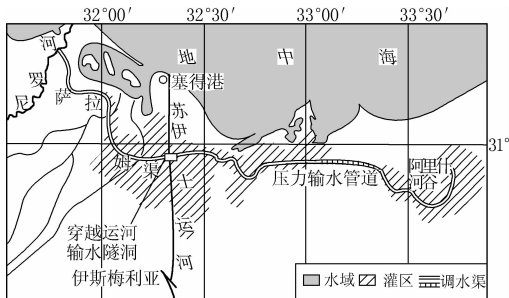 32°00′ 32°30′ 33°00′ 33°30′
地中海
尼罗河
塞得港
萨拉姆渠
苏伊士运河
31°
阿里什
河谷
压力输水管道
穿越运河
输水隧洞
伊斯梅利亚
水域 灌区 调水渠